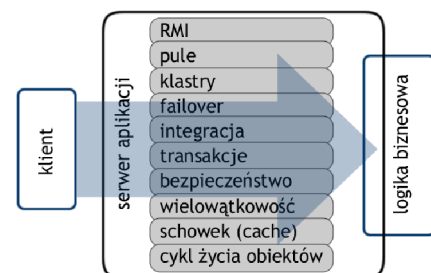 klient
serwer aplikacji
RMI
pule
klastry
failover
integracja
transakcje
bezpieczeństwo
wielowątkowość
schowek (cache)
cykl życia obiektów
logika biznesowa